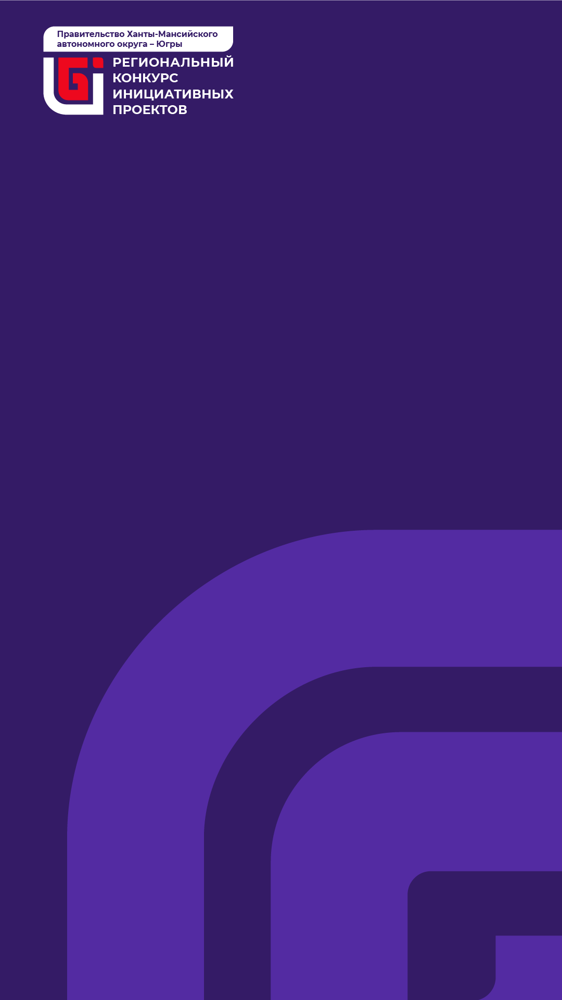 Правительство Ханты-Мансийского
автономного округа – Югры
РЕГИОНАЛЬНЫЙ
КОНКУРС
ИНИЦИАТИВНЫХ
ПРОЕКТОВ